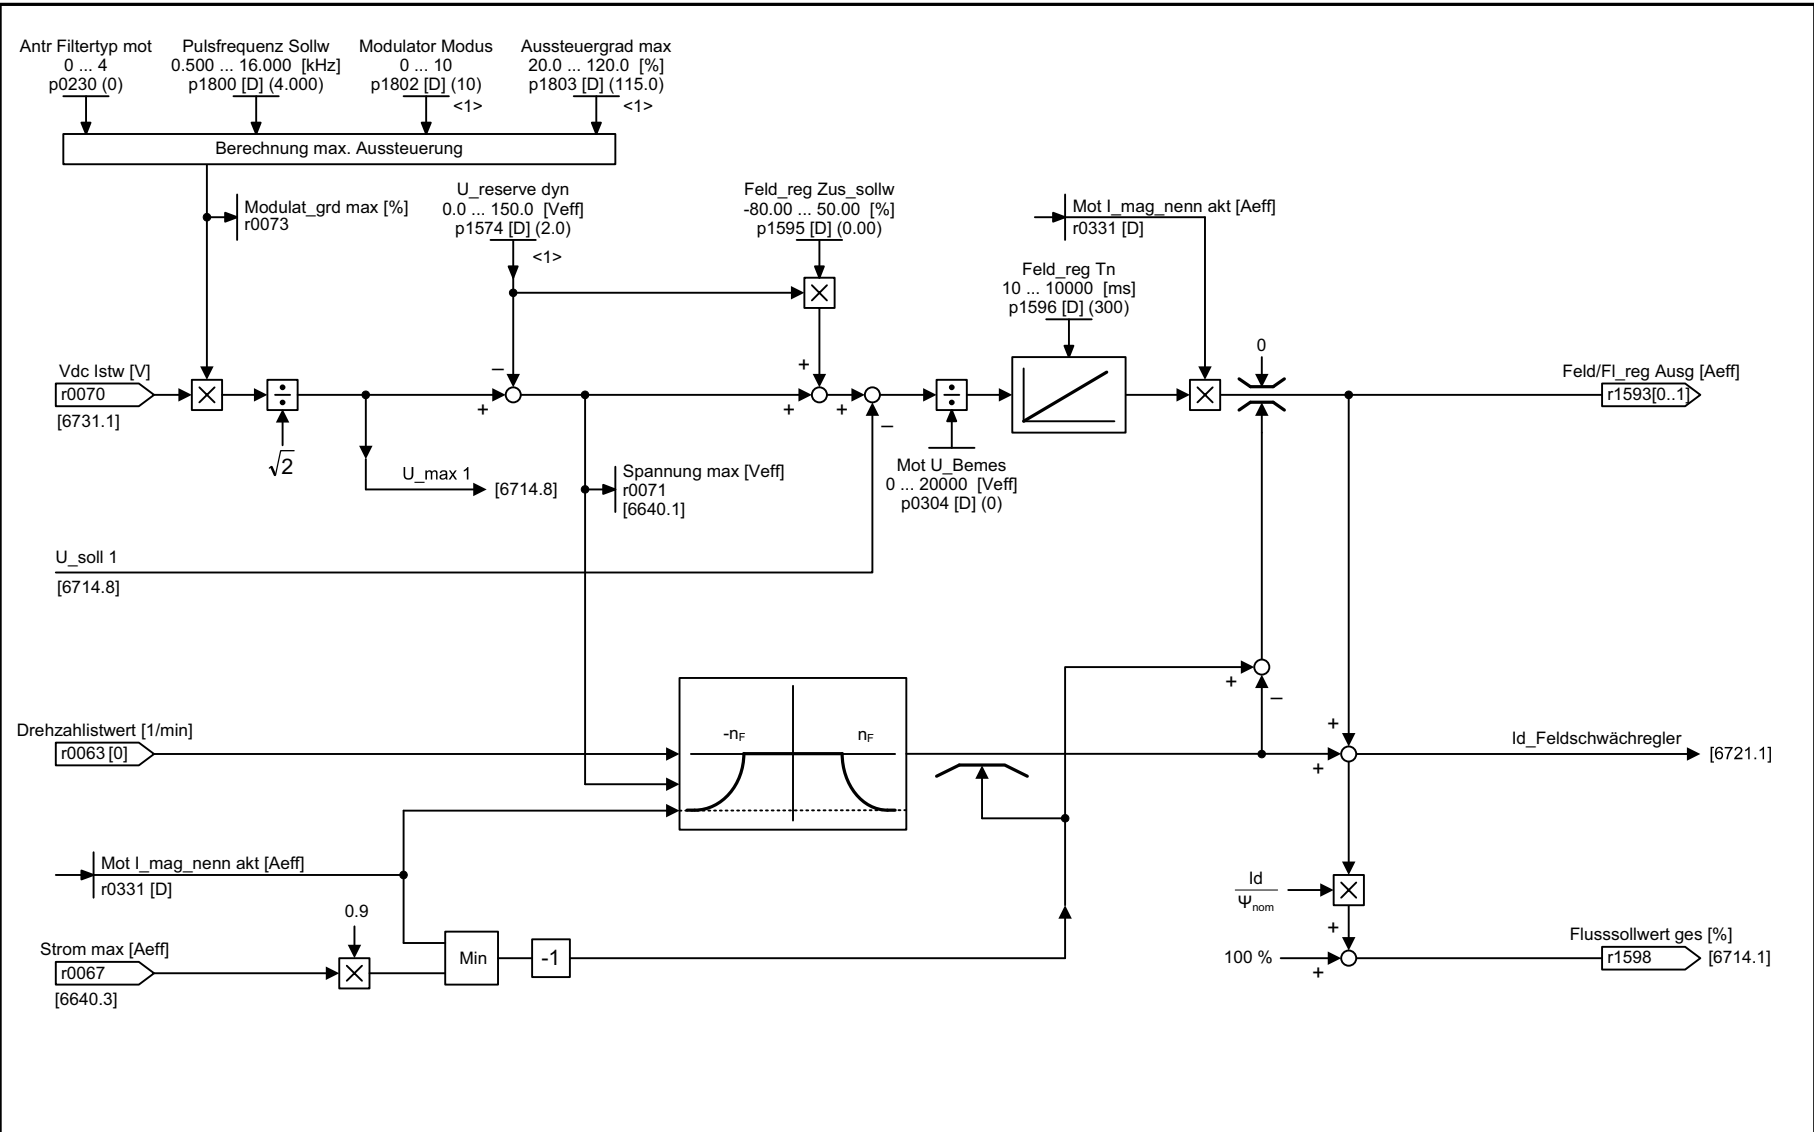 Antr Filtertyp mot
0 ... 4
p0230 (0)
Pulsfrequenz Sollw
0.500 ... 16.000 [kHz]
p1800 [D] (4.000)
Modulator Modus
0 ... 10
p1802 [D] (10)
<1>
Aussteuergrad max
20.0 ... 120.0 [%]
p1803 [D] (115.0)
<1>
Berechnung max. Aussteuerung
Modulat_grd max [%]
r0073
U_reserve dyn
0.0 ... 150.0 [Veff]
p1574 [D] (2.0)
<1>
Feld_reg Zus_sollw
-80.00 ... 50.00 [%]
p1595 [D] (0.00)
Mot I_mag_nenn akt [Aeff]
r0331 [D]
Feld_reg Tn
10 ... 10000 [ms]
p1596 [D] (300)
0
Vdc Istw [V]
r0070
[6731.1]
√2
U_max 1
[6714.8]
Spannung max [Veff]
r0071
[6640.1]
Mot U_Bemes
0 ... 20000 [Veff]
p0304 [D] (0)
Feld/Fl_reg Ausg [Aeff]
r1593[0..1]
U_soll 1
[6714.8]
Drehzahlistwert [1/min]
r0063 [0]
-nF
nF
Id_Feldschwächregler
[6721.1]
Mot I_mag_nenn akt [Aeff]
r0331 [D]
0.9
Strom max [Aeff]
r0067
[6640.3]
Min
-1
Id
Ψnom
100 %
Flusssollwert ges [%]
r1598
[6714.1]